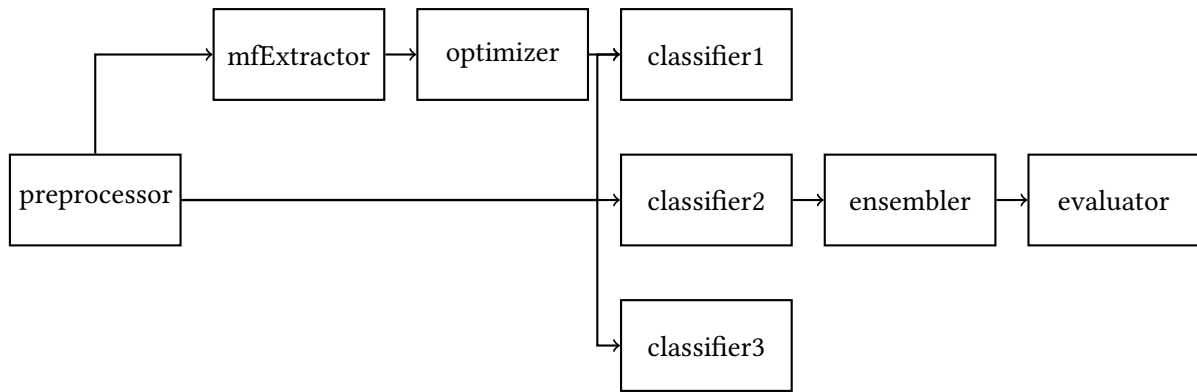 mfExtractor
optimizer
classifier1
preprocessor
classifier2
ensembler
evaluator
classifier3